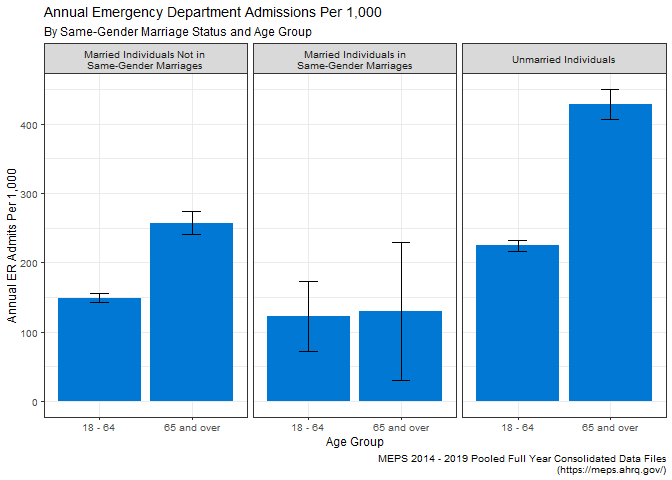 Annual Emergency Department Admissions Per 1,000
By Same-Gender Marriage Status and Age Group
Married Individuals Not in
Same-Gender Marriages
Married Individuals in
Same-Gender Marriages
Unmarried Individuals
Annual ER Admits Per 1,000
400
300
200
100
0
18 - 64
65 and over
18 - 64
65 and over
18 - 64
65 and over
Age Group
MEPS 2014 - 2019 Pooled Full Year Consolidated Data Files
(https://meps.ahrq.gov/)